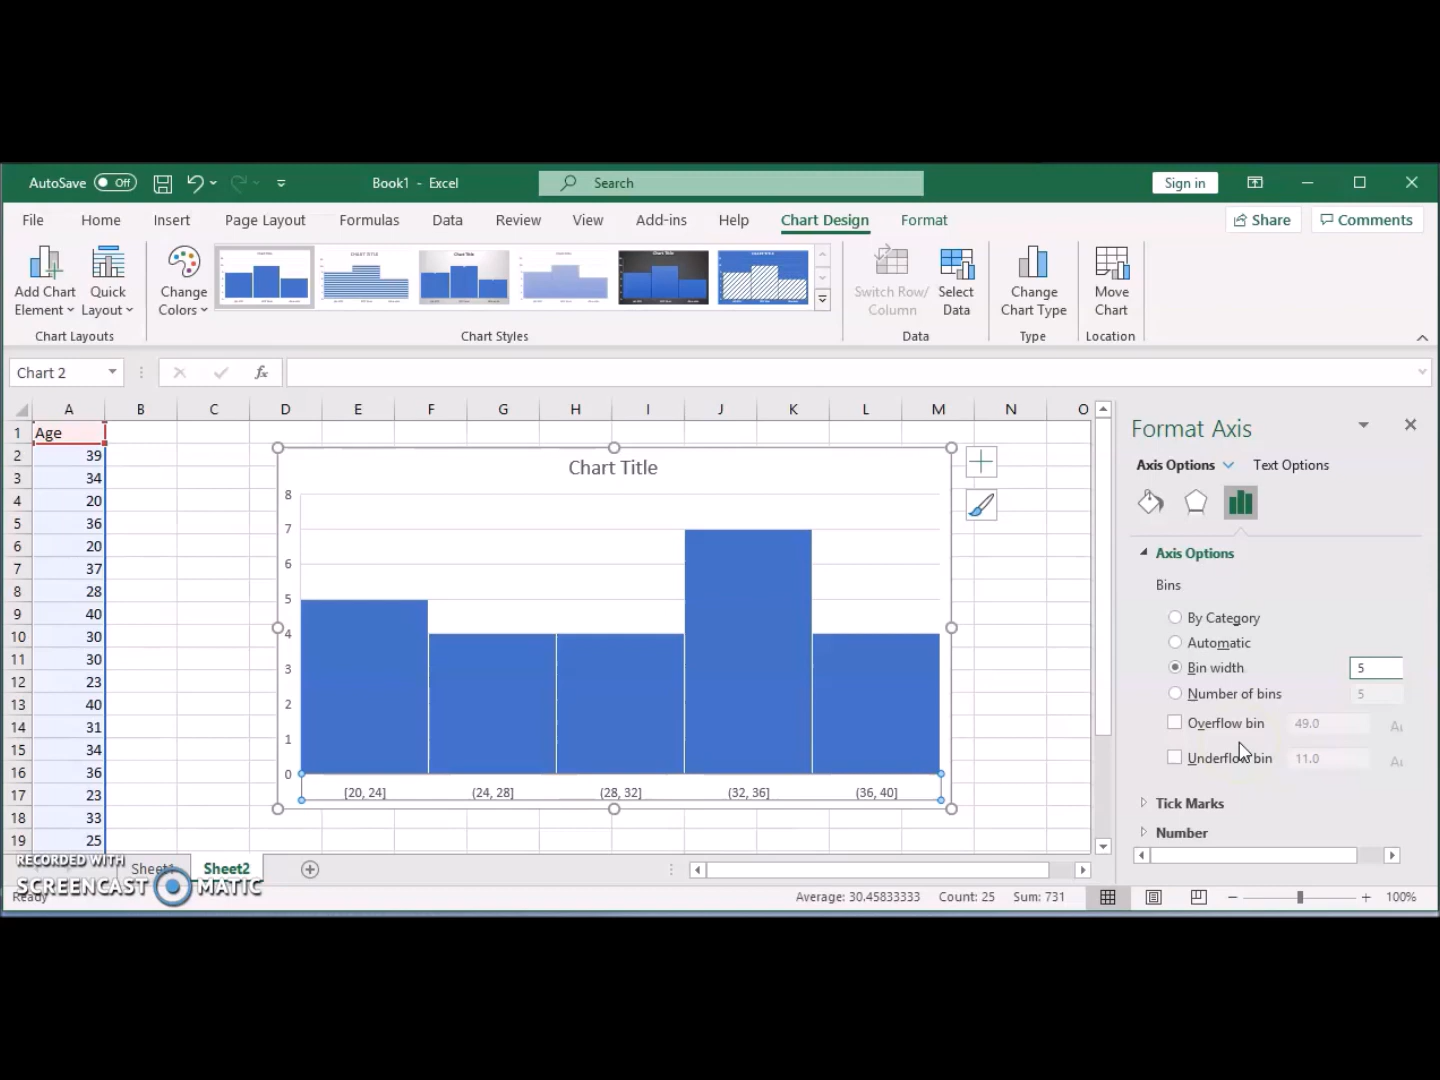 AutoSave Off Book1 - Excel Search Sign in
File Home Insert Page Layout Formulas Data Review View Add-ins Help Chart Design Format Share Comments
Add Chart Element
Quick Layout
Change Colors
Switch Row/ Column
Select Data
Change Chart Type
Move Chart
Chart Layouts Chart Styles Data Type Location
Chart 2 fx
A B C D E F G H I J K L M N O
1 Age
2 39
3 34
4 20
5 36
6 20
7 37
8 28
9 40
10 30
11 30
12 23
13 40
14 31
15 34
16 36
17 23
18 33
19 25
Chart Title
8
7
6
5
4
3
2
1
0
[20, 24] (24, 28] (28, 32] (32, 36] (36, 40]
Format Axis
Axis Options Text Options
Axis Options
Bins
By Category
Automatic
Bin width 5
Number of bins 5
Overflow bin 49.0 Au
Underflow bin 11.0 Au
Tick Marks
Number
Sheet1 Sheet2
RECORDED WITH
SCREENCAST MATIC
Ready Average: 30.45833333 Count: 25 Sum: 731 100%